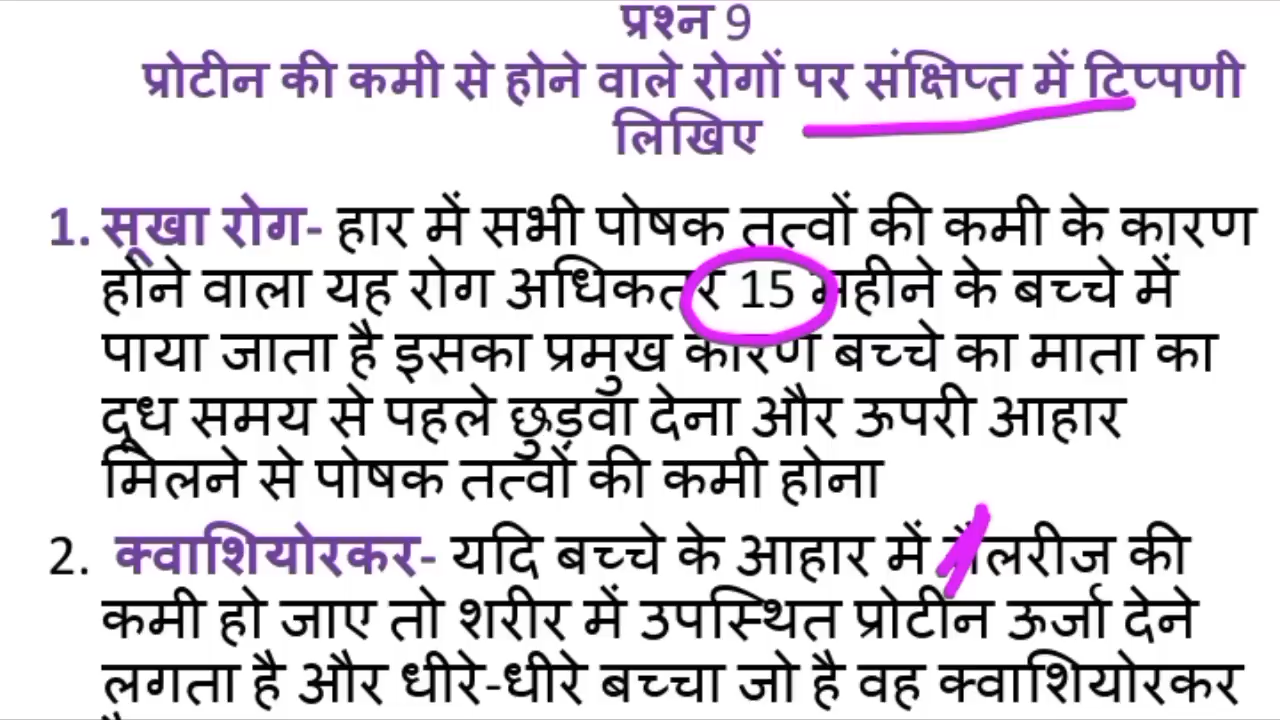 प्रश्न 9
प्रोटीन की कमी से होने वाले रोगों पर संक्षिप्त में टिप्पणी
लिखिए
1. सूखा रोग- हार में सभी पोषक तत्वों की कमी के कारण
होने वाला यह रोग अधिकतर 15 महीने के बच्चे में
पाया जाता है इसका प्रमुख कारण बच्चे का माता का
दूध समय से पहले छुड़वा देना और ऊपरी आहार
मिलने से पोषक तत्वों की कमी होना
2. क्वाशियोरकर- यदि बच्चे के आहार में की
कमी हो जाए तो शरीर में उपस्थित प्रोटीन ऊर्जा देने
लगता है और धीरे-धीरे बच्चा जो है वह क्वाशियोरकर